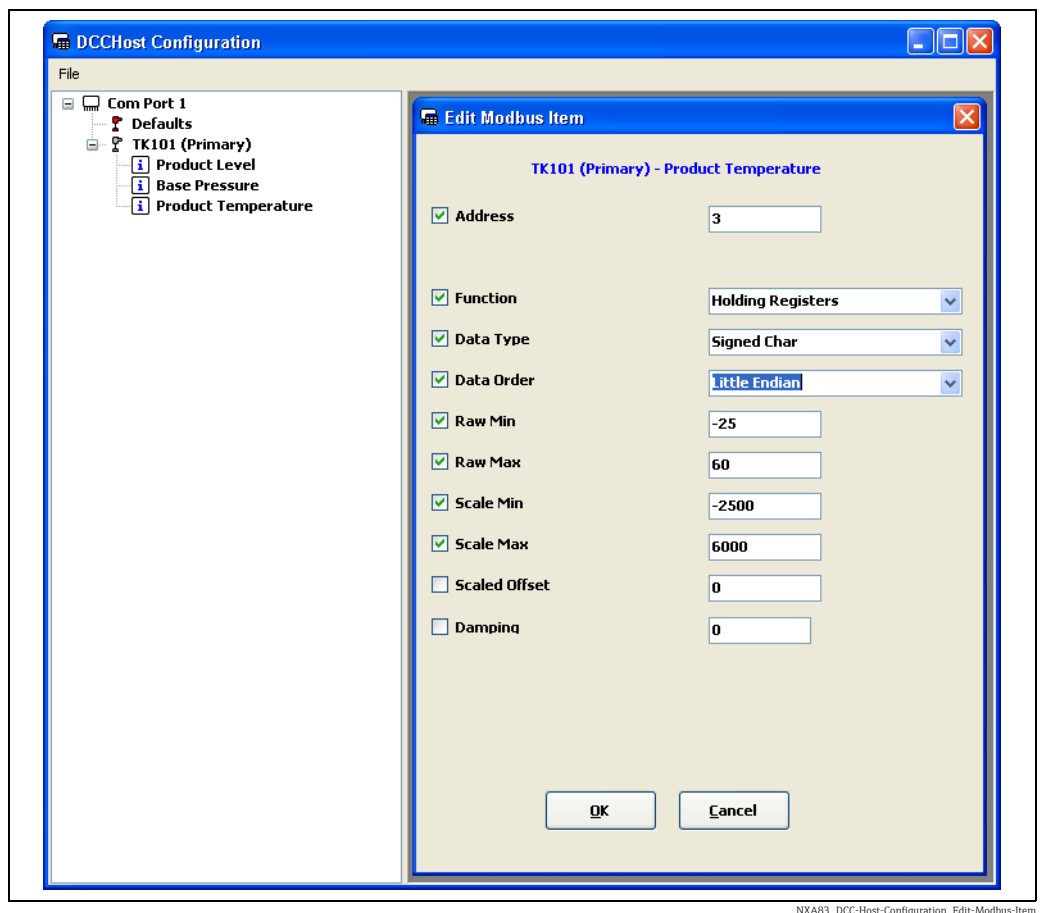 DCCHost Configuration
File
Com Port 1
Defaults
TK101 (Primary)
Product Level
Base Pressure
Product Temperature
Edit Modbus Item
TK101 (Primary) - Product Temperature
Address 3
Function Holding Registers
Data Type Signed Char
Data Order Little Endian
Raw Min -25
Raw Max 60
Scale Min -2500
Scale Max 6000
Scaled Offset 0
Damping 0
OK Cancel
NXA83_DCC-Host-Configuration_Edit-Modbus-Item